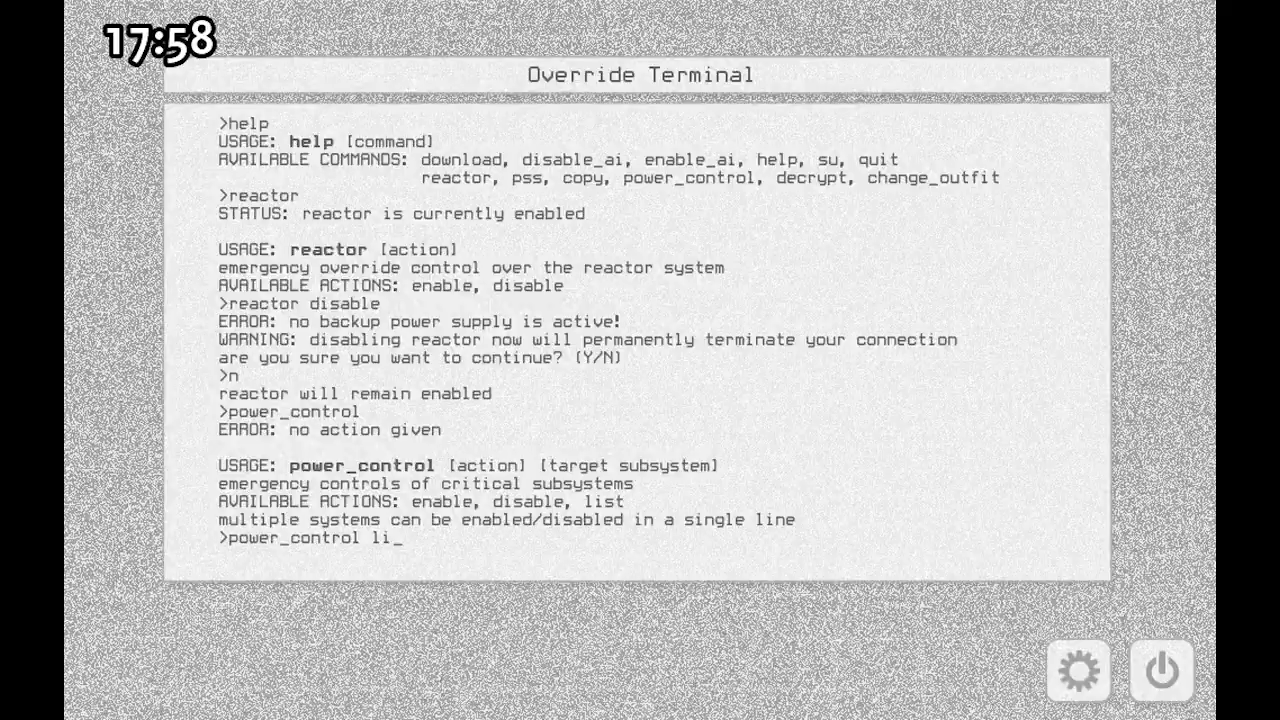 17:58
Override Terminal
>help
USAGE: help [command]
AVAILABLE COMMANDS: download, disable_ai, enable_ai, help, su, quit
reactor, pss, copy, power_control, decrypt, change_outfit
>reactor
STATUS: reactor is currently enabled
USAGE: reactor [action]
emergency override control over the reactor system
AVAILABLE ACTIONS: enable, disable
>reactor disable
ERROR: no backup power supply is active!
WARNING: disabling reactor now will permanently terminate your connection
are you sure you want to continue? (Y/N)
>n
reactor will remain enabled
>power_control
ERROR: no action given
USAGE: power_control [action] [target subsystem]
emergency controls of critical subsystems
AVAILABLE ACTIONS: enable, disable, list
multiple systems can be enabled/disabled in a single line
>power_control li_